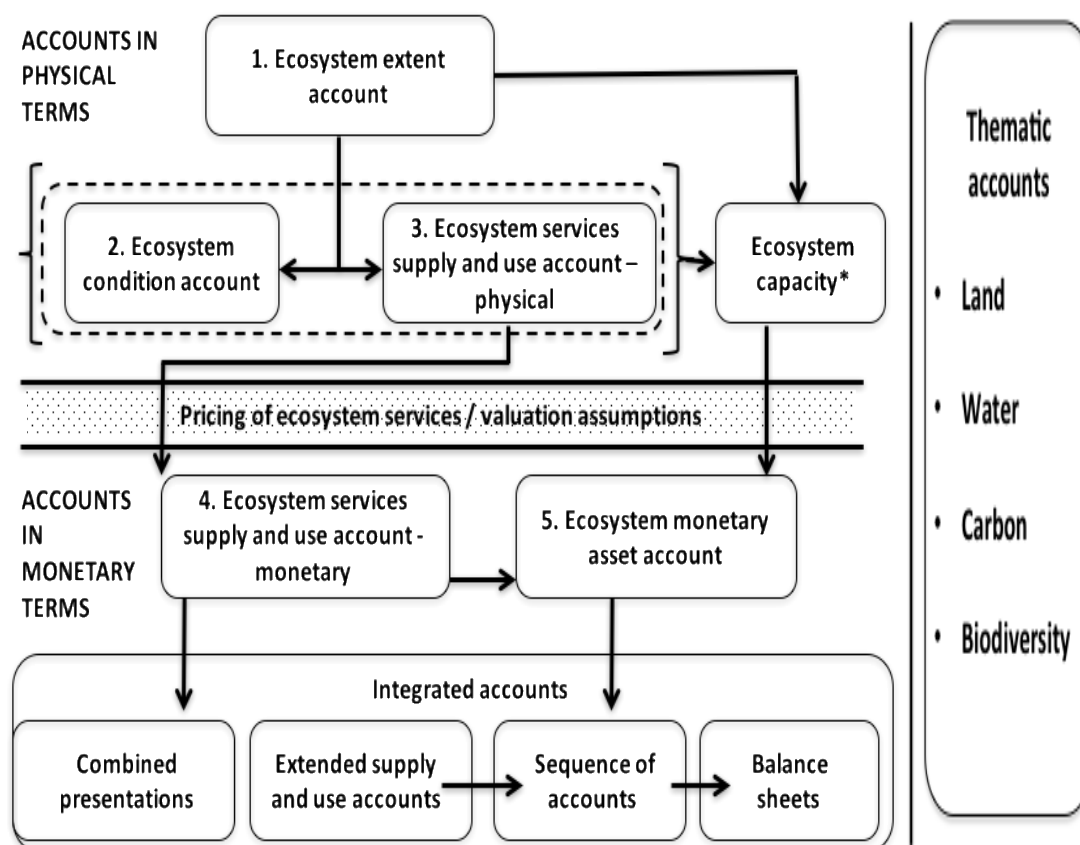 ACCOUNTS IN
PHYSICAL
TERMS
1. Ecosystem extent
account
2. Ecosystem
condition account
3. Ecosystem services
supply and use account –
physical
Ecosystem
capacity*
Pricing of ecosystem services / valuation assumptions
ACCOUNTS
IN
MONETARY
TERMS
4. Ecosystem services
supply and use account -
monetary
5. Ecosystem monetary
asset account
Integrated accounts
Combined
presentations
Extended supply
and use accounts
Sequence of
accounts
Balance
sheets
Thematic
accounts
• Land
• Water
• Carbon
• Biodiversity